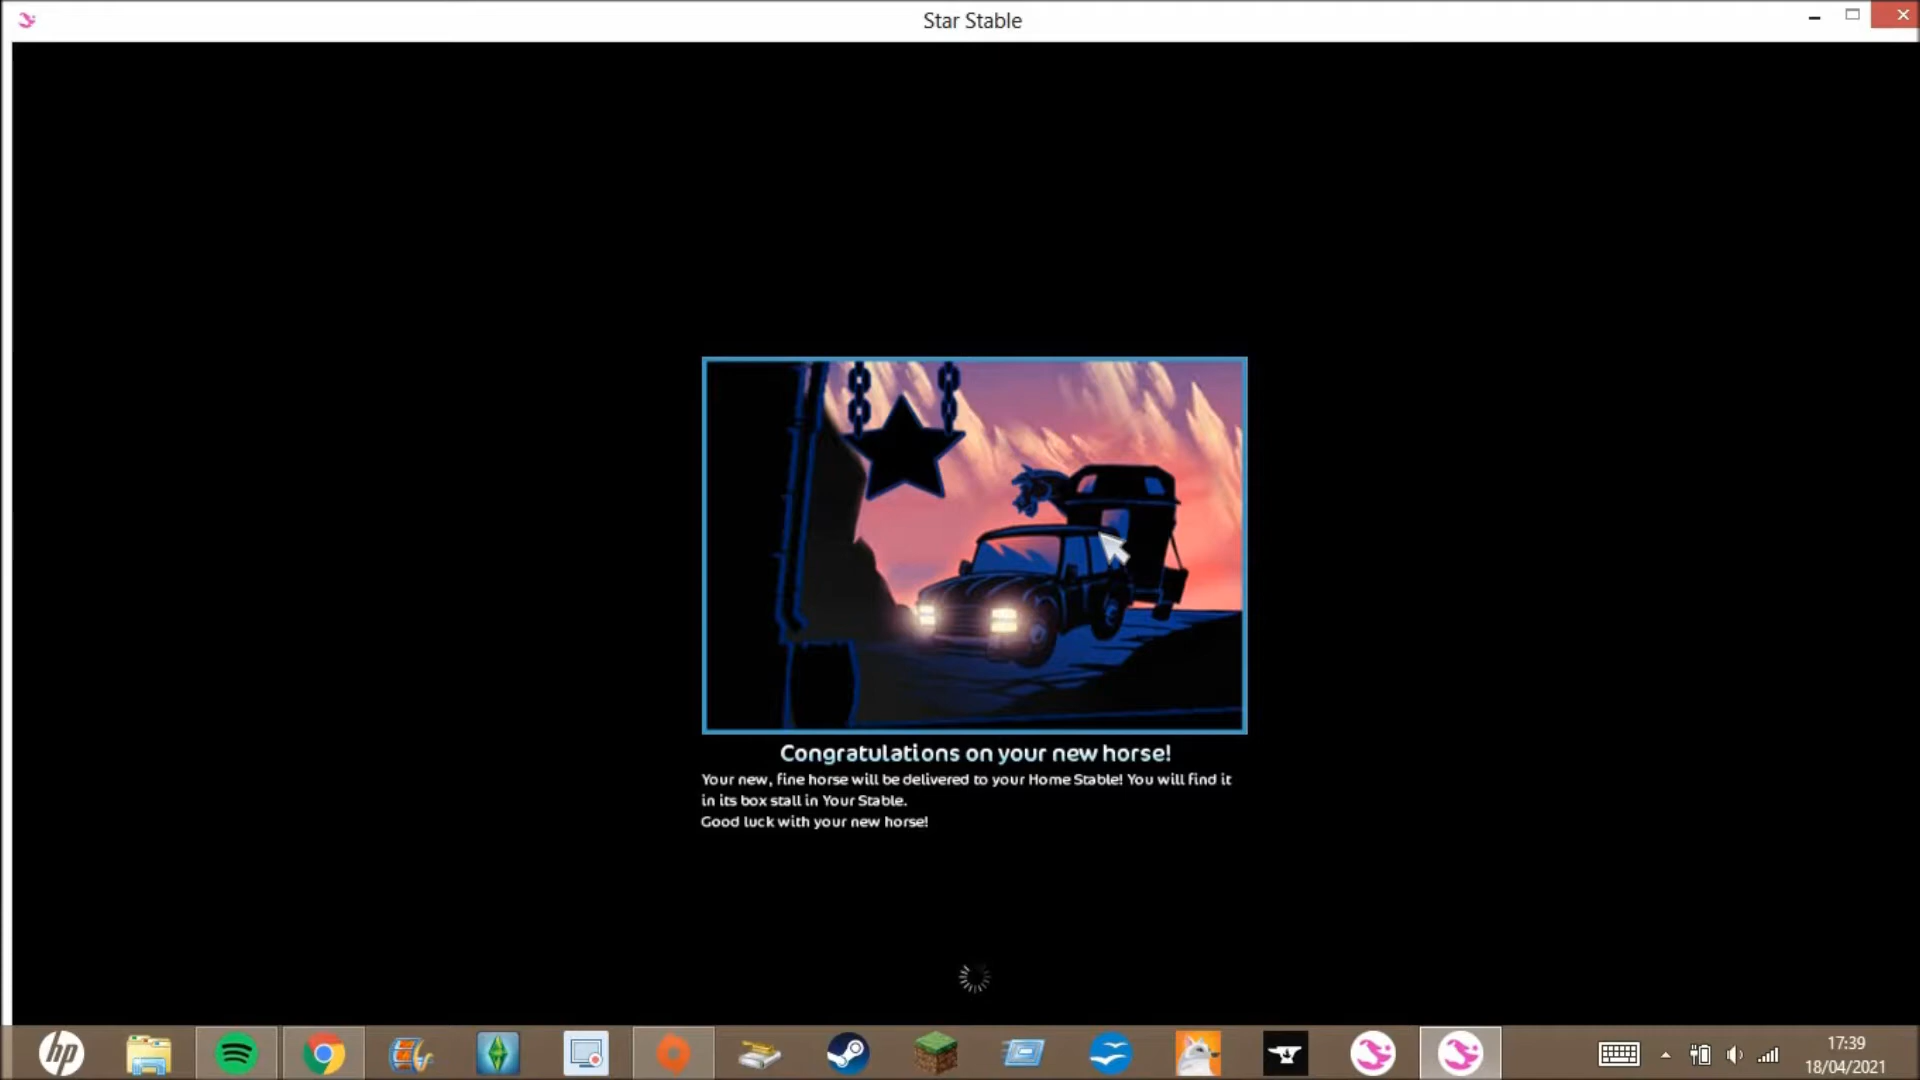 Star Stable
Congratulations on your new horse!
Your new, fine horse will be delivered to your Home Stable! You will find it
in its box stall in Your Stable.
Good luck with your new horse!
hp
17:39
18/04/2021